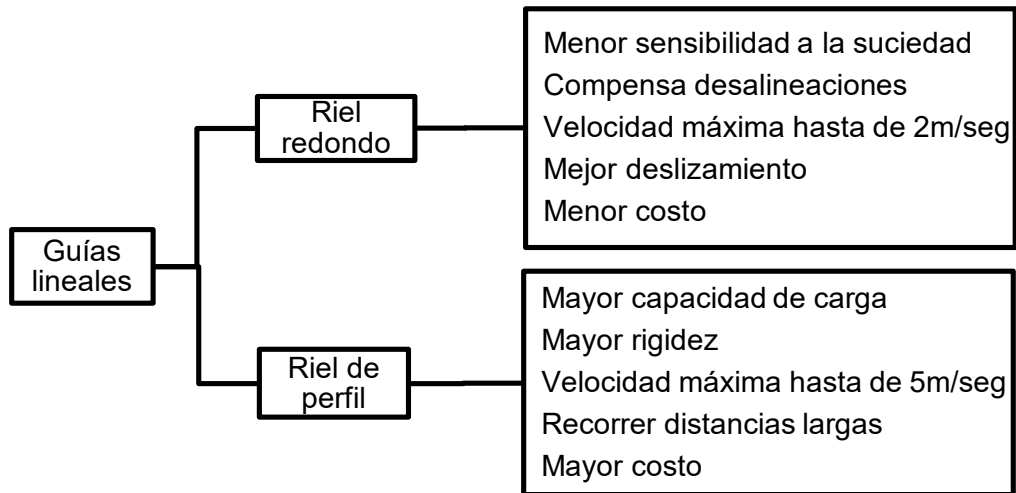 Guías
lineales
Riel
redondo
Menor sensibilidad a la suciedad
Compensa desalineaciones
Velocidad máxima hasta de 2m/seg
Mejor deslizamiento
Menor costo
Riel de
perfil
Mayor capacidad de carga
Mayor rigidez
Velocidad máxima hasta de 5m/seg
Recorrer distancias largas
Mayor costo